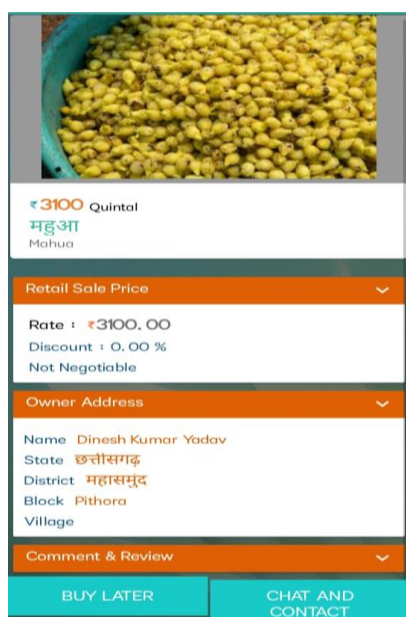 ₹3100 Quintal
महुआ
Mahua
Retail Sale Price
Rate : ₹3100.00
Discount : 0.00 %
Not Negotiable
Owner Address
Name Dinesh Kumar Yadav
State छत्तीसगढ़
District महासमुंद
Block Pithora
Village
Comment & Review
BUY LATER
CHAT AND
CONTACT